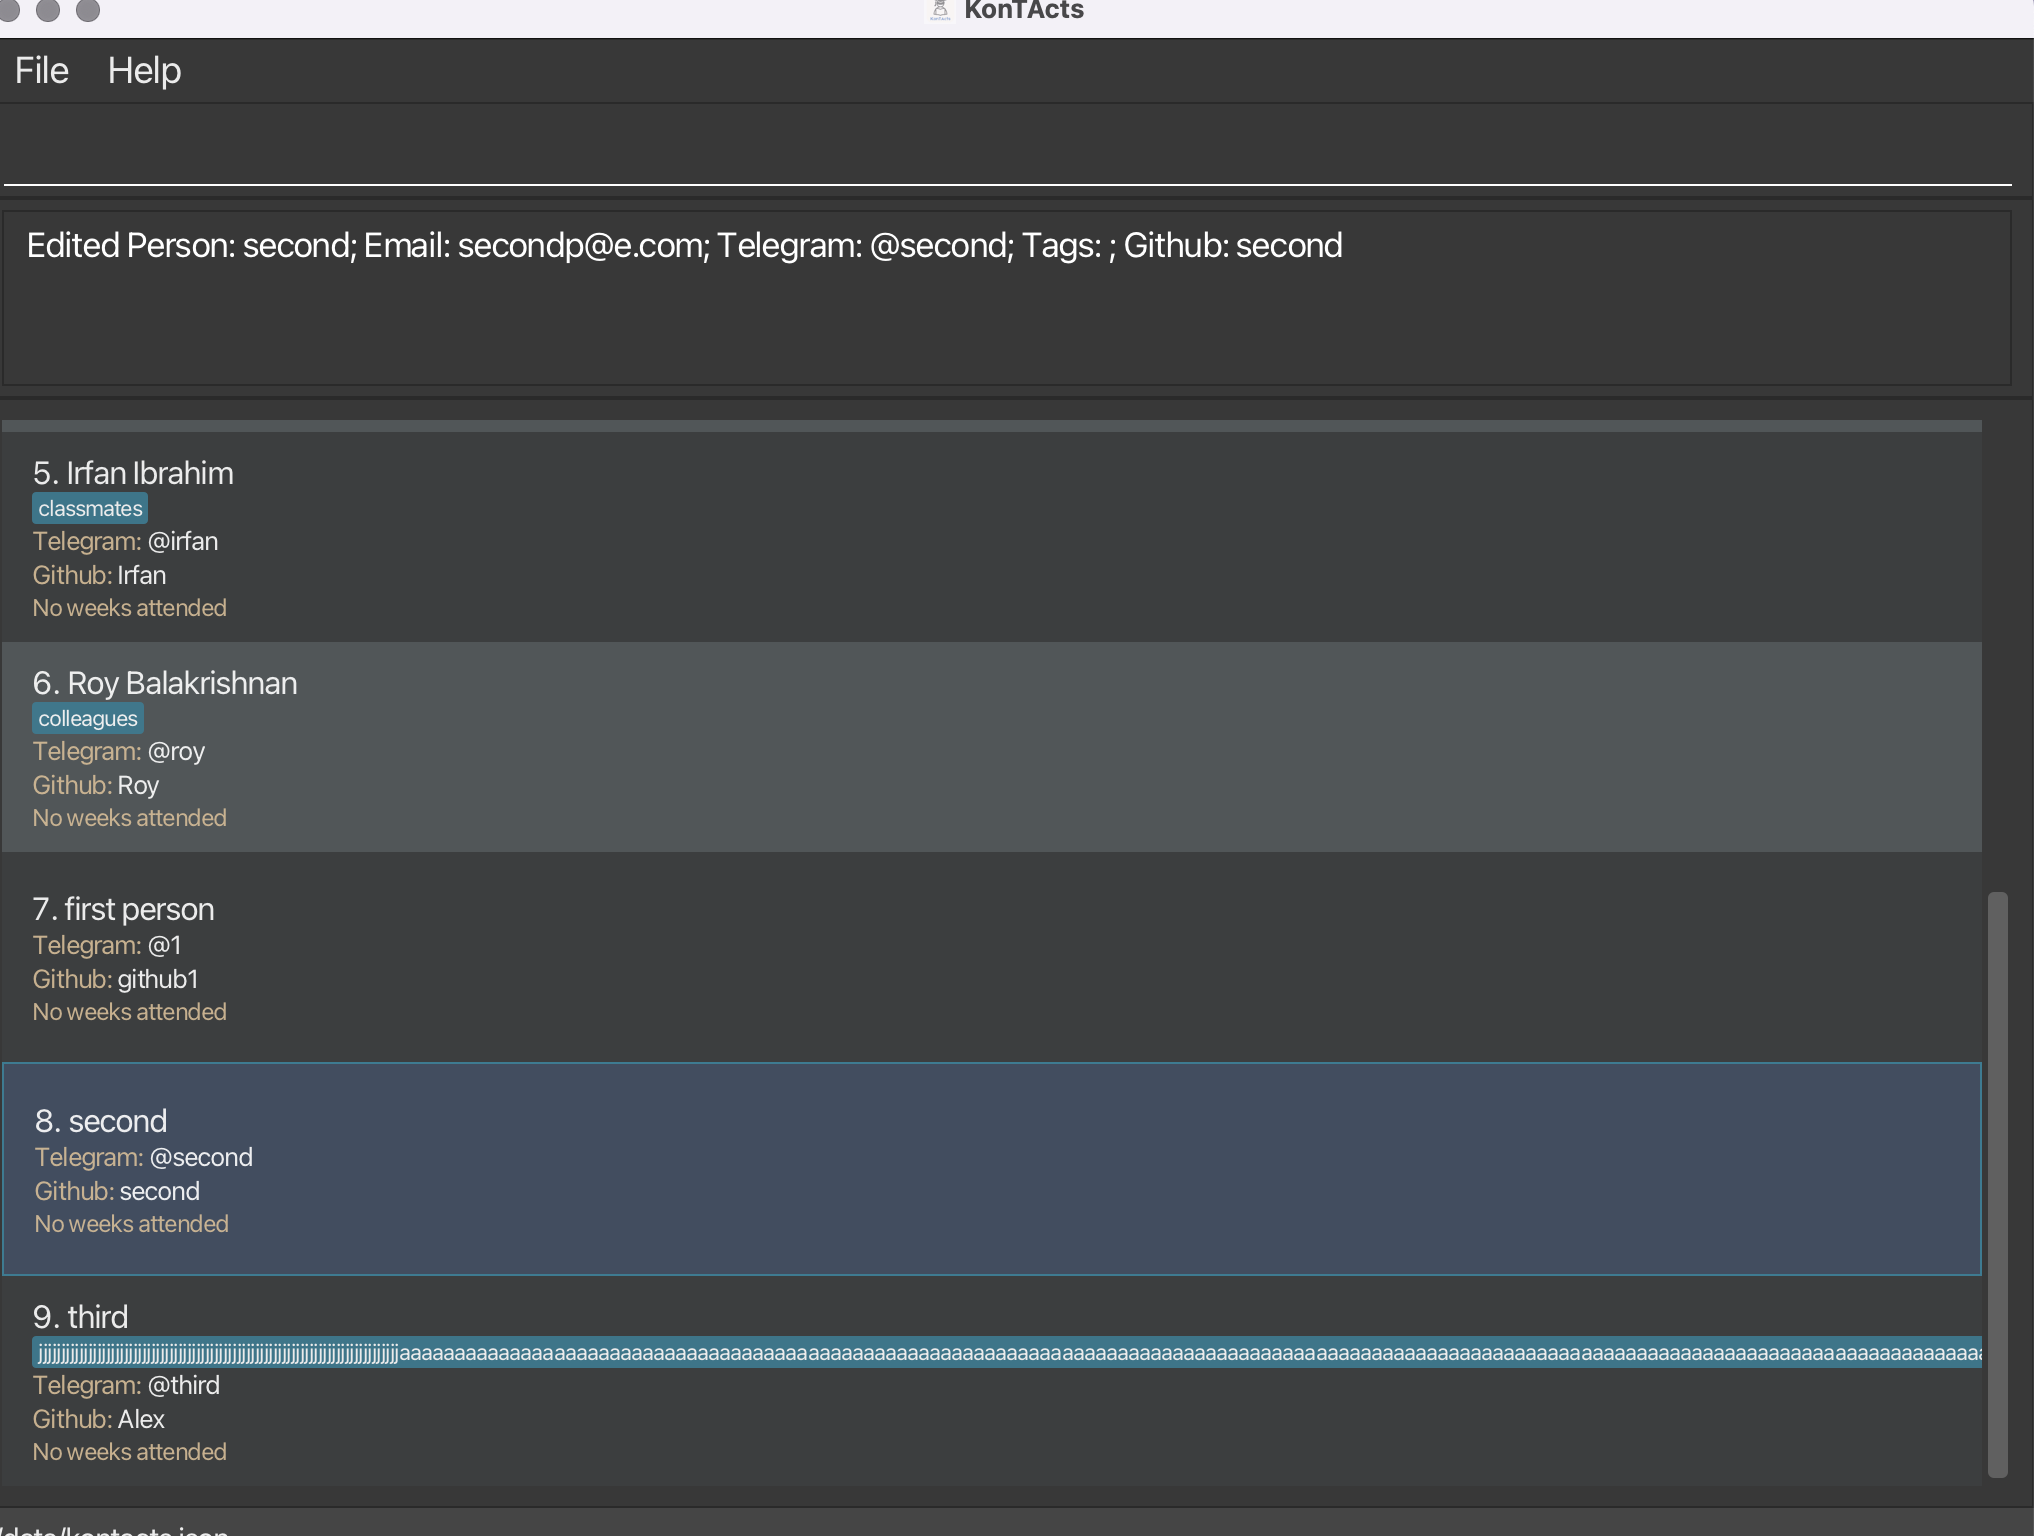 KonTActs
File Help
Edited Person: second; Email: secondp@e.com; Telegram: @second; Tags: ; Github: second
5. Irfan Ibrahim
classmates
Telegram: @irfan
Github: Irfan
No weeks attended
6. Roy Balakrishnan
colleagues
Telegram: @roy
Github: Roy
No weeks attended
7. first person
Telegram: @1
Github: github1
No weeks attended
8. second
Telegram: @second
Github: second
No weeks attended
9. third
Telegram: @third
Github: Alex
No weeks attended
/data/kontacts.json